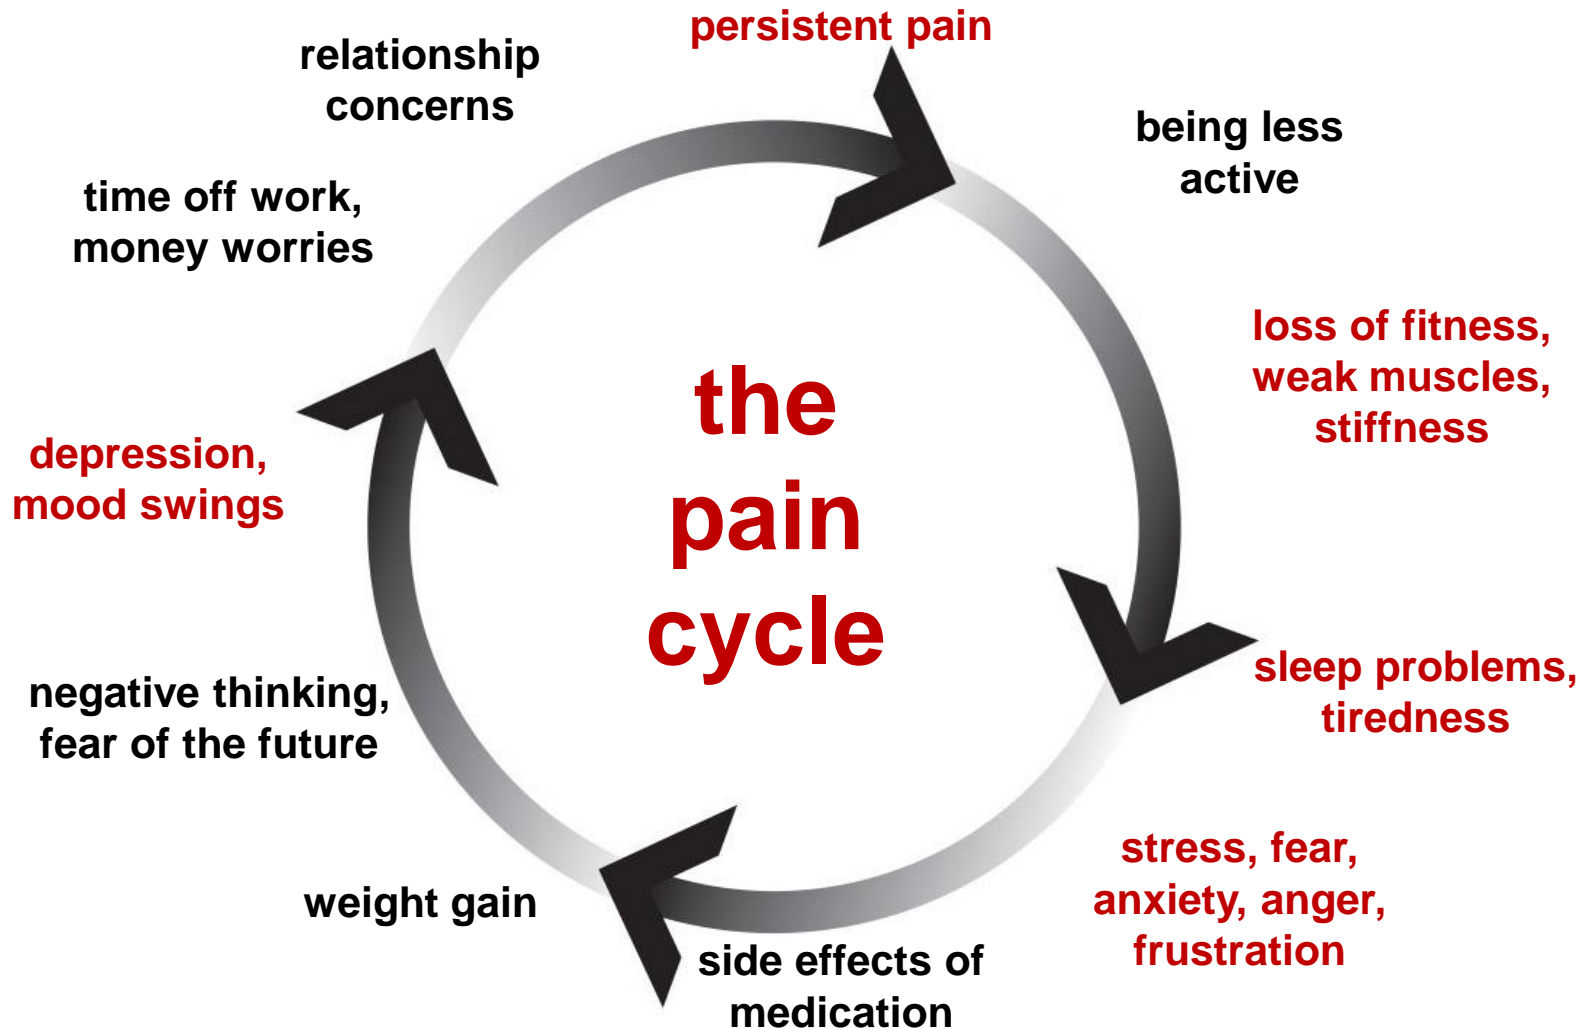 persistent pain
being less
active
loss of fitness,
weak muscles,
stiffness
sleep problems,
tiredness
stress, fear,
anxiety, anger,
frustration
side effects of
medication
weight gain
negative thinking,
fear of the future
depression,
mood swings
time off work,
money worries
relationship
concerns
the
pain
cycle